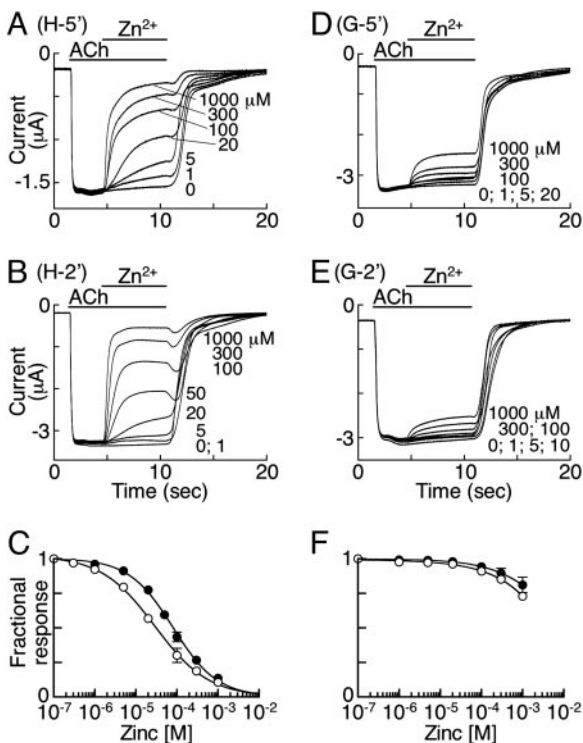 A (H-5')
Zn2+
ACh
0
1000 μM
300
100
20
5
1
0
-1.5
Current (μA)
0 10 20
D (G-5')
Zn2+
ACh
0
1000 μM
300
100
0; 1; 5; 20
-3
Current (μA)
0 10 20
B (H-2')
Zn2+
ACh
0
1000 μM
300
100
50
20
5
0; 1
-3
Current (μA)
0 10 20
Time (sec)
E (G-2')
Zn2+
ACh
0
1000 μM
300; 100
0; 1; 5; 10
-3
0 10 20
Time (sec)
C
1
0
Fractional response
10-7 10-6 10-5 10-4 10-3 10-2
Zinc [M]
F
1
0
10-7 10-6 10-5 10-4 10-3 10-2
Zinc [M]